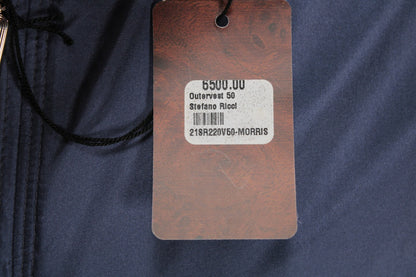 6500.00
Outervest 50
Stefano Ricci
218R220V50-MORRIS